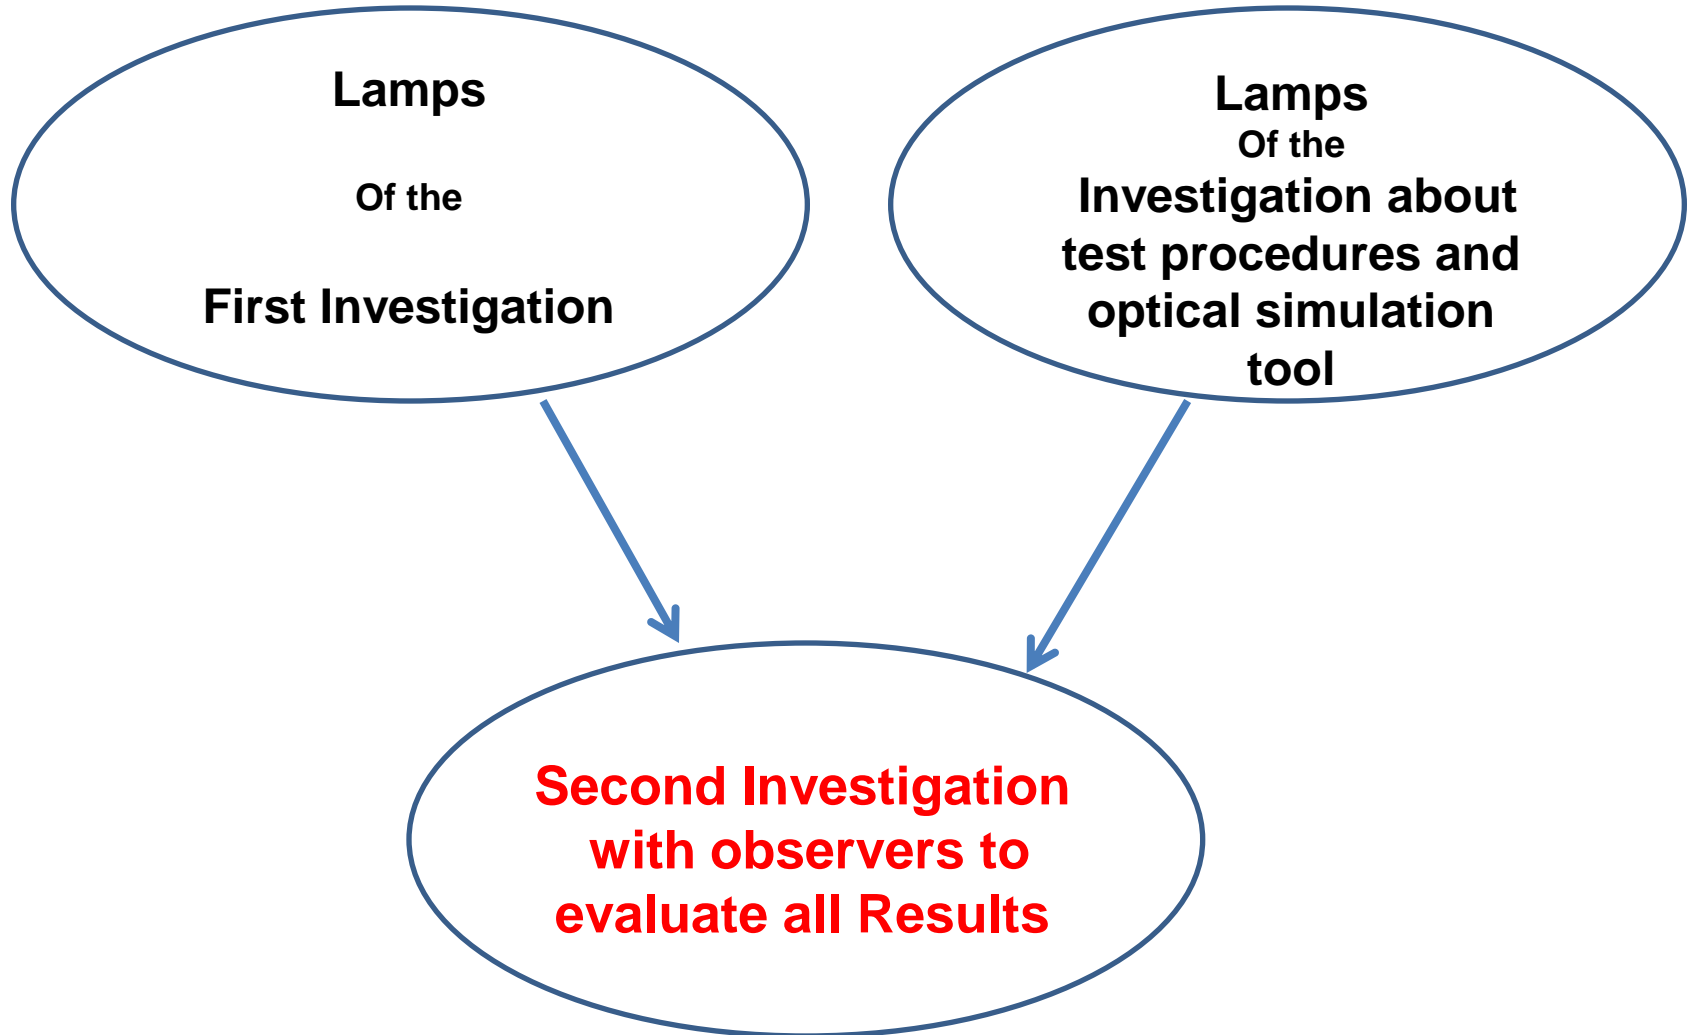 Lamps
Of the
First Investigation
Lamps
Of the
Investigation about
test procedures and
optical simulation
tool
Second Investigation
with observers to
evaluate all Results